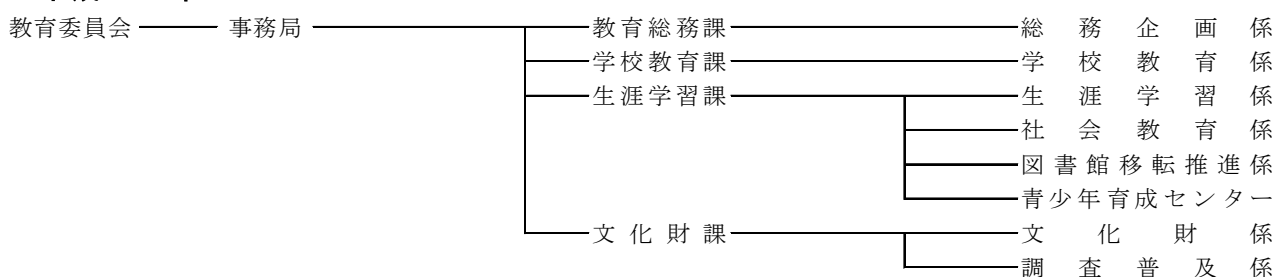 教育委員会 事務局 教育総務課 総務企画係
学校教育課 学校教育係
生涯学習課 生涯学習係
社会教育係
図書館移転推進係
青少年育成センター
文化財課 文化財係
調査普及係